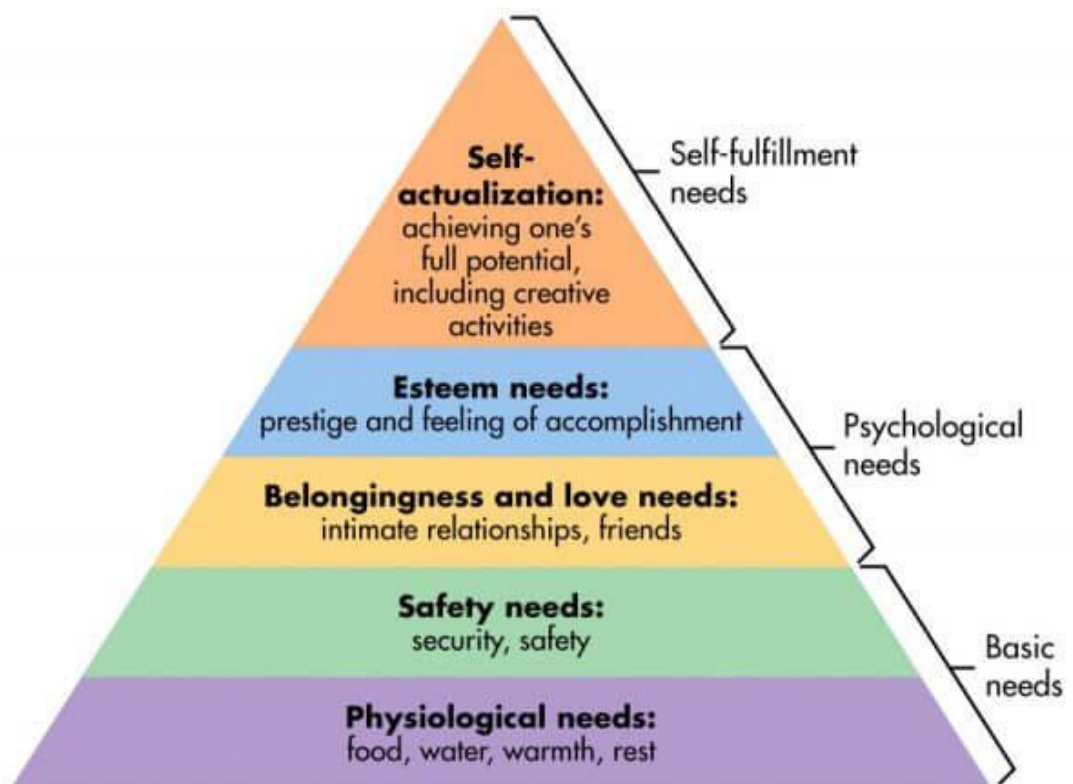 Self-
actualization:
achieving one's
full potential,
including creative
activities
Self-fulfillment
needs
Esteem needs:
prestige and feeling of accomplishment
Psychological
needs
Belongingness and love needs:
intimate relationships, friends
Safety needs:
security, safety
Basic
needs
Physiological needs:
food, water, warmth, rest